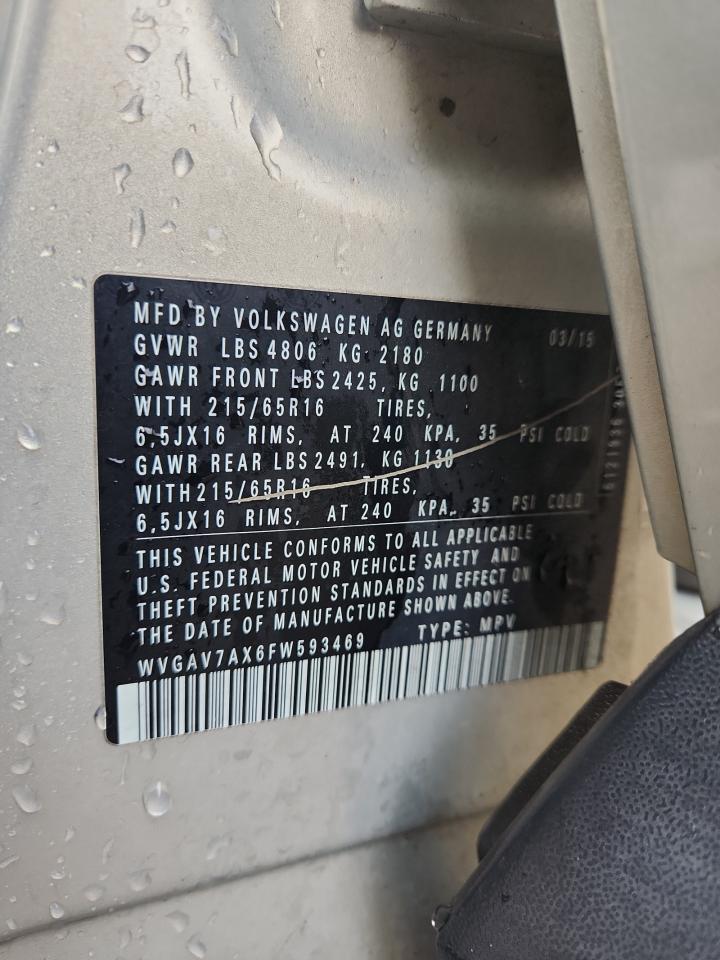 MFD BY VOLKSWAGEN AG GERMANY 03/15
GVWR LBS 4806 KG 2180
GAWR FRONT LBS 2425, KG 1100
WITH 215/65R16 TIRES,
6,5JX16 RIMS, AT 240 KPA, 35 PSI COLD
GAWR REAR LBS 2491, KG 1130
WITH 215/65R16 TIRES,
6,5JX16 RIMS, AT 240 KPA, 35 PSI COLD
THIS VEHICLE CONFORMS TO ALL APPLICABLE
U.S. FEDERAL MOTOR VEHICLE SAFETY AND
THEFT PREVENTION STANDARDS IN EFFECT ON
THE DATE OF MANUFACTURE SHOWN ABOVE.
WVGAV7AX6FW593469 TYPE: MPV